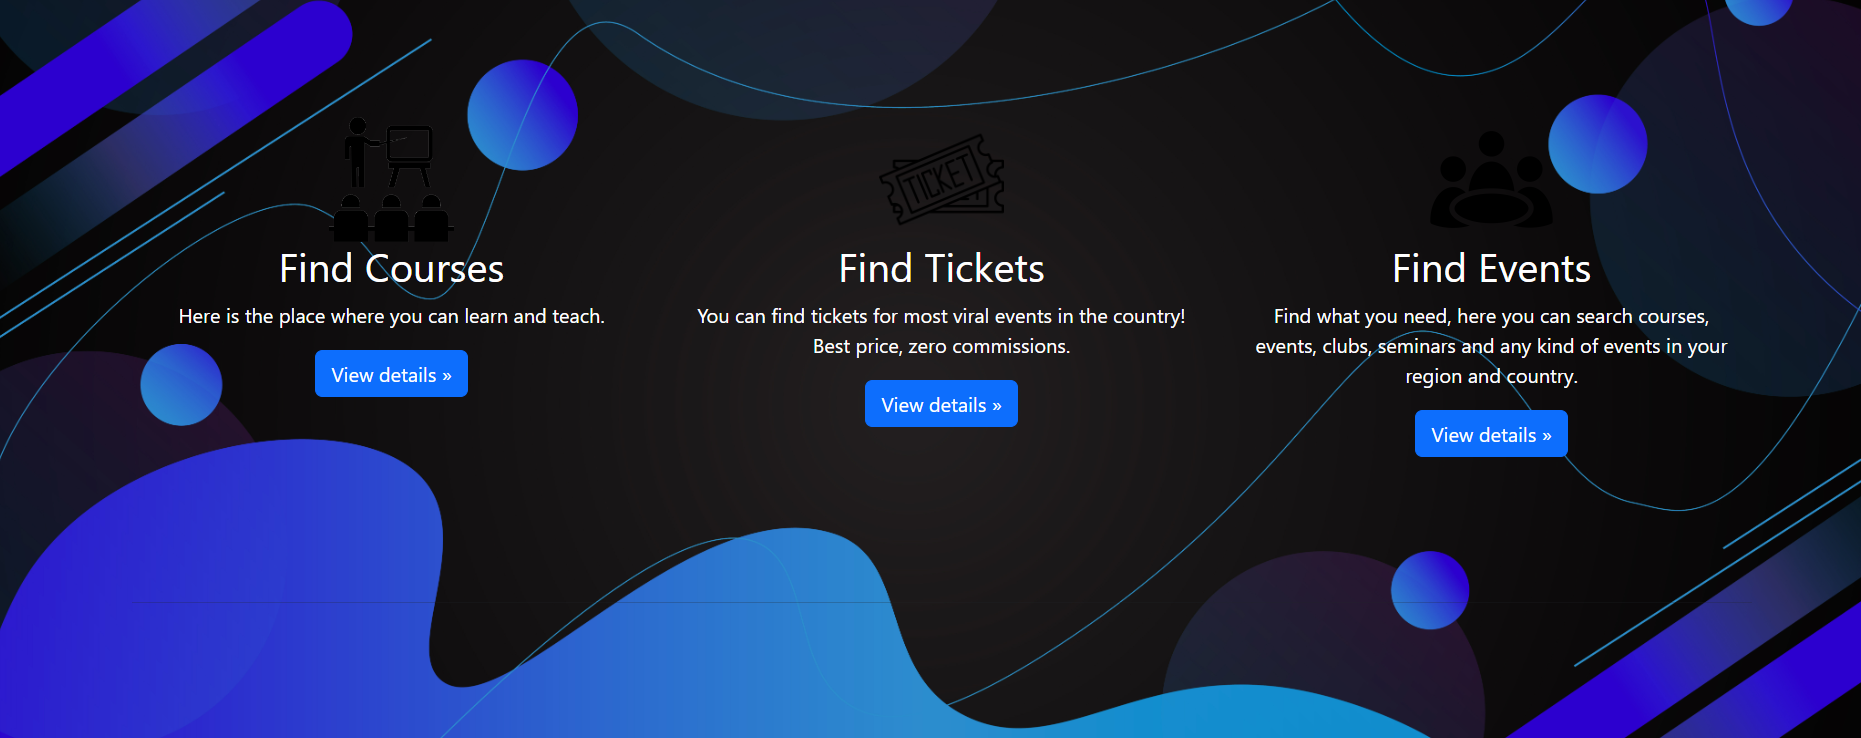 TICKET
Find Courses
Here is the place where you can learn and teach.
View details »
Find Tickets
You can find tickets for most viral events in the country!
Best price, zero commissions.
View details »
Find Events
Find what you need, here you can search courses,
events, clubs, seminars and any kind of events in your
region and country.
View details »